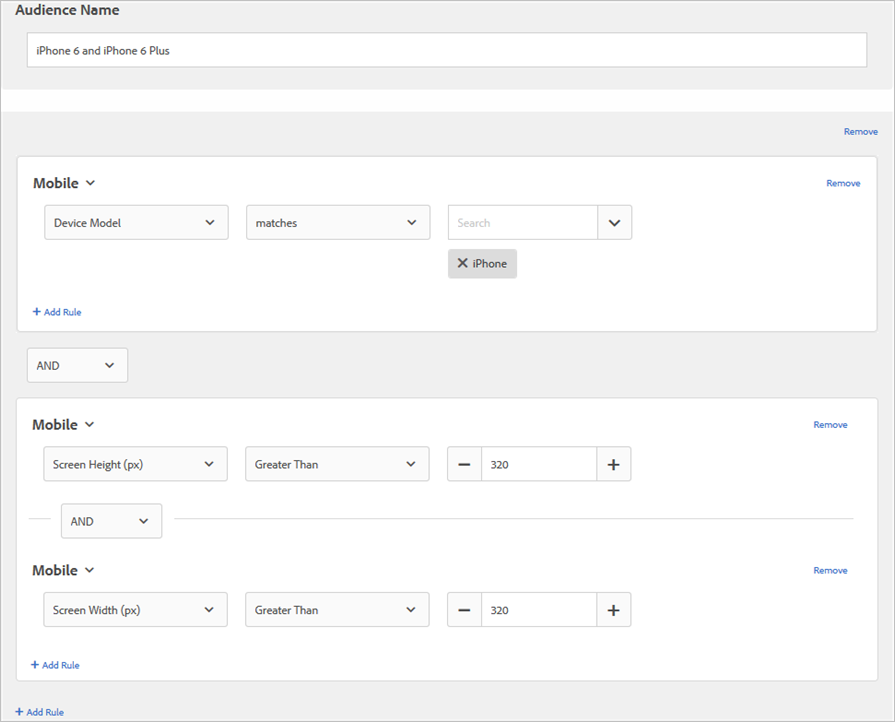 Audience Name
iPhone 6 and iPhone 6 Plus
Remove
Mobile
Remove
Device Model
matches
Search
iPhone
+ Add Rule
AND
Mobile
Remove
Screen Height (px)
Greater Than
320
AND
Mobile
Remove
Screen Width (px)
Greater Than
320
+ Add Rule
+ Add Rule